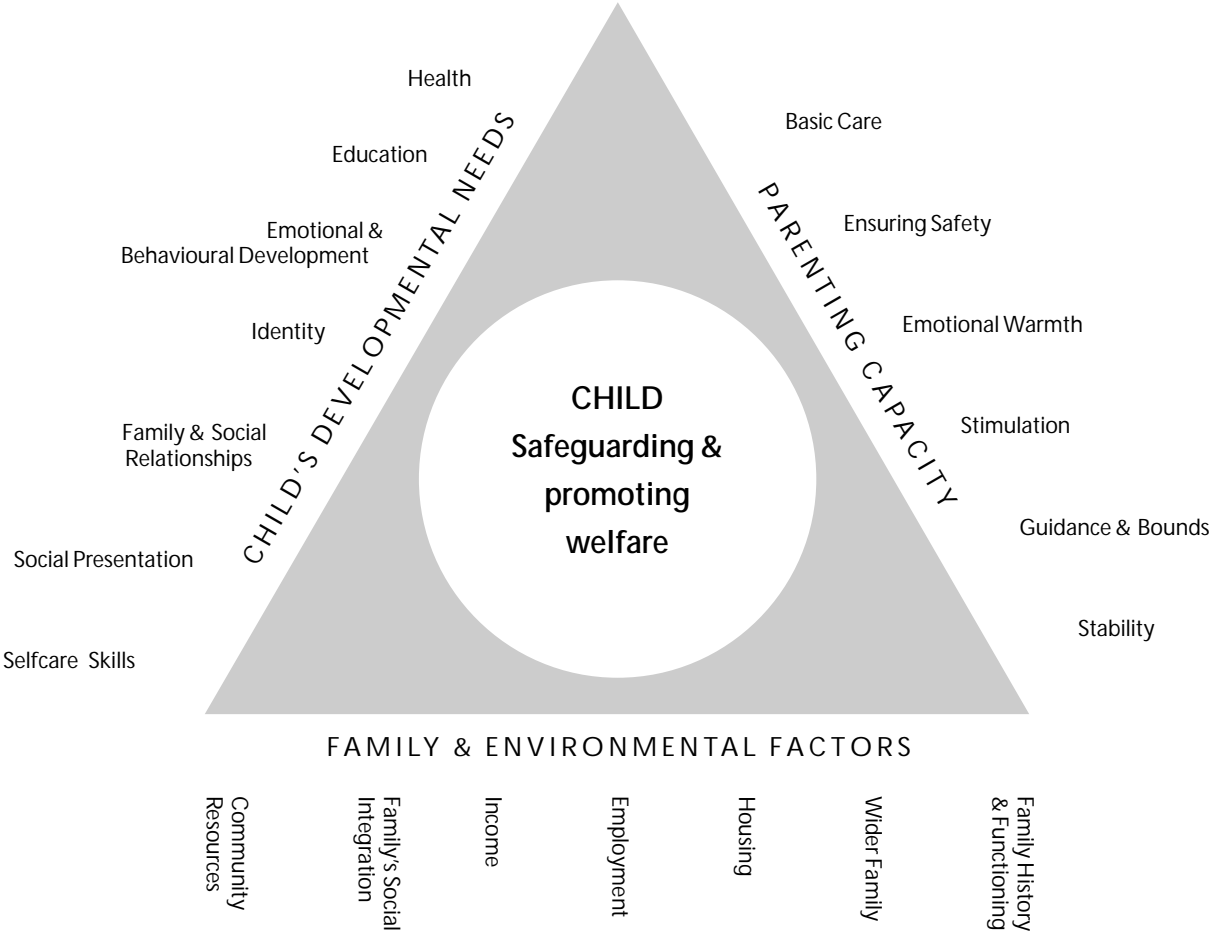 Health
Education
Emotional &
Behavioural Development
Identity
Family & Social
Relationships
Social Presentation
Selfcare Skills
CHILD'S DEVELOPMENTAL NEEDS
CHILD
Safeguarding &
promoting
welfare
PARENTING CAPACITY
Basic Care
Ensuring Safety
Emotional Warmth
Stimulation
Guidance & Bounds
Stability
FAMILY & ENVIRONMENTAL FACTORS
Community
Resources
Family's Social
Integration
Income
Employment
Housing
Wider Family
Family History
& Functioning